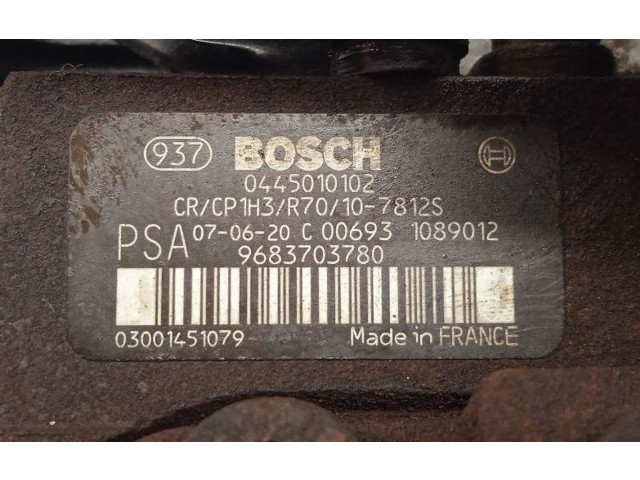 937 BOSCH
0445010102
CR/CP1H3/R70/10-7812S
PSA 07-06-20 C 00693 1089012
9683703780
03001451079 Made in FRANCE